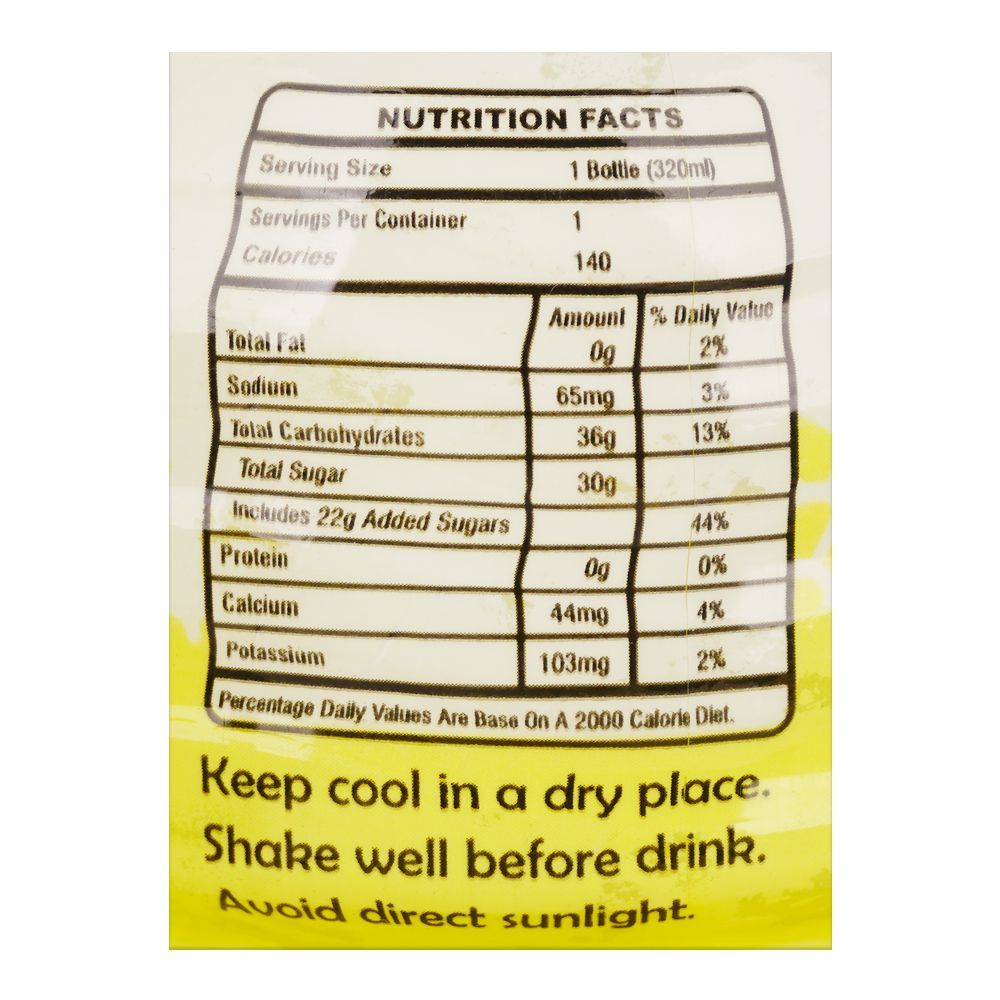 NUTRITION FACTS
Serving Size 1 Bottle (320ml)
Servings Per Container 1
Calories 140
Amount % Daily Value
Total Fat 0g 2%
Sodium 65mg 3%
Total Carbohydrates 36g 13%
Total Sugar 30g
Includes 22g Added Sugars 44%
Protein 0g 0%
Calcium 44mg 4%
Potassium 103mg 2%
Percentage Daily Values Are Base On A 2000 Calorie Diet.
Keep cool in a dry place.
Shake well before drink.
Avoid direct sunlight.